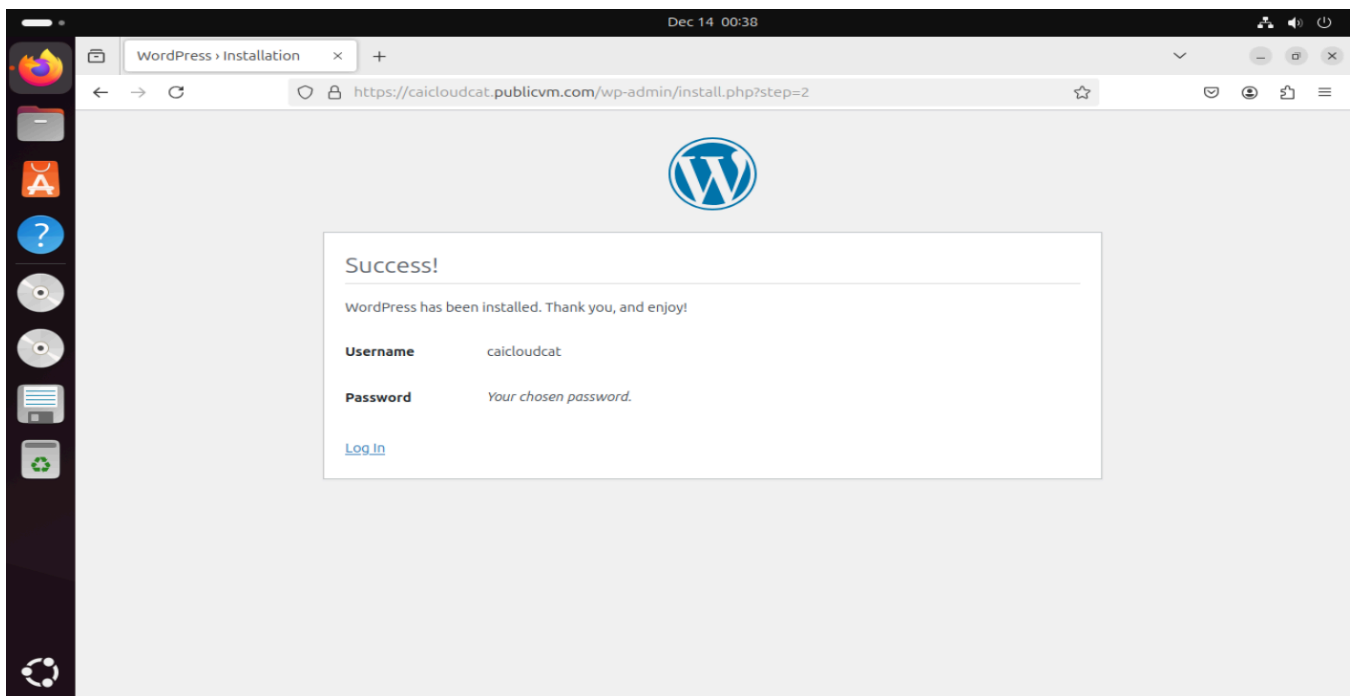 Dec 14 00:38
WordPress › Installation
https://caicloudcat.publicvm.com/wp-admin/install.php?step=2
W
Success!
WordPress has been installed. Thank you, and enjoy!
Username caicloudcat
Password Your chosen password.
Log In